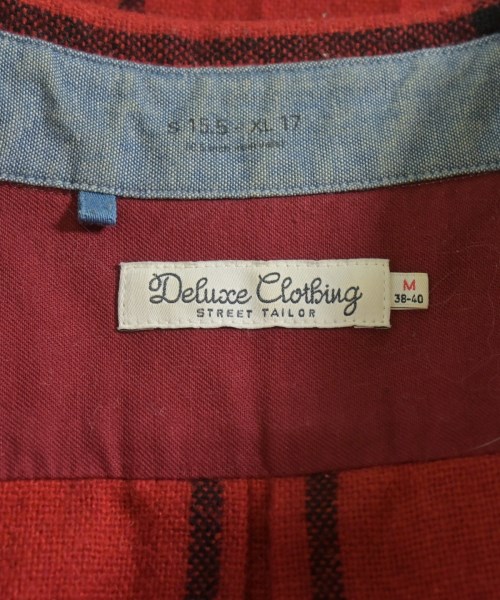 S 15.5 - XL 17
Deluxe Clothing
STREET TAILOR
M
38-40